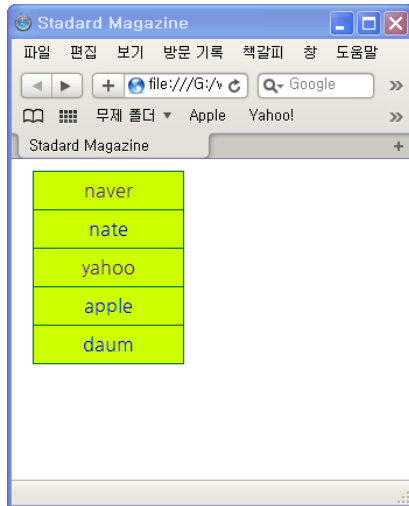 Stadard Magazine
파일 편집 보기 방문 기록 책갈피 창 도움말
file:///G:/ Google
무제 폴더 Apple Yahoo!
Stadard Magazine
naver
nate
yahoo
apple
daum